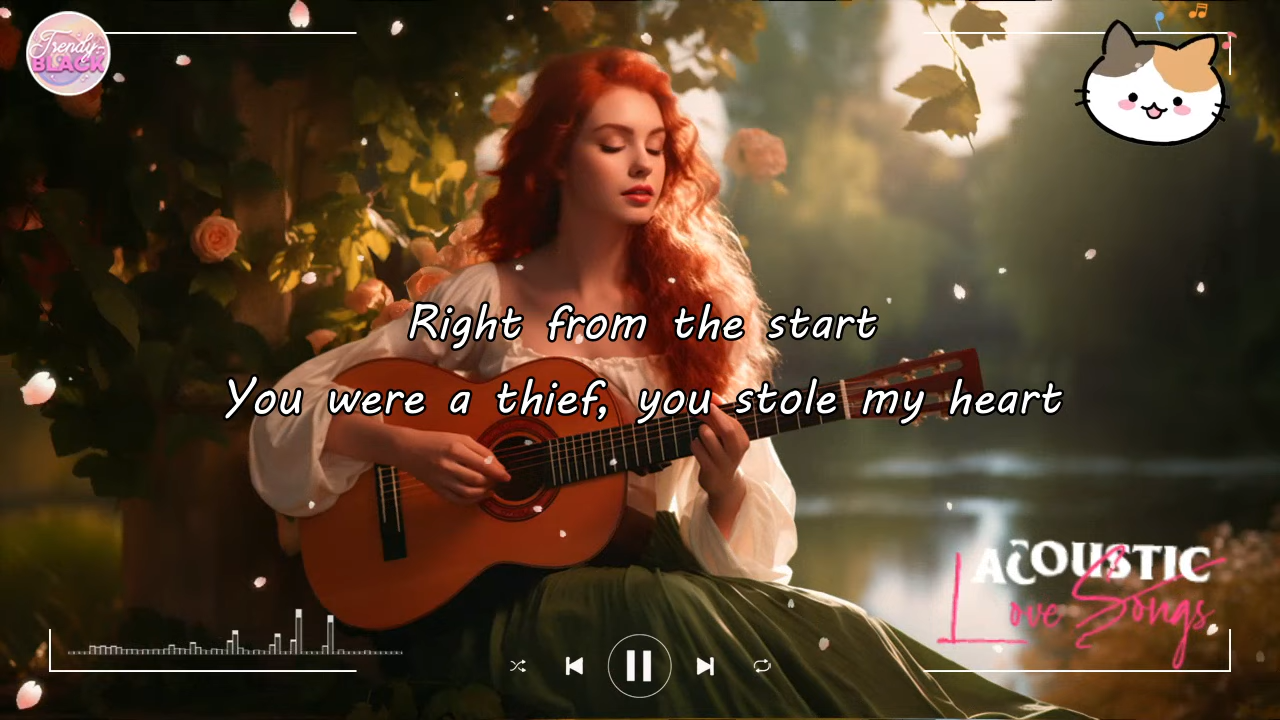 Trendy-
BLACK
Right from the start
You were a thief, you stole my heart
ACOUSTIC
Love Songs